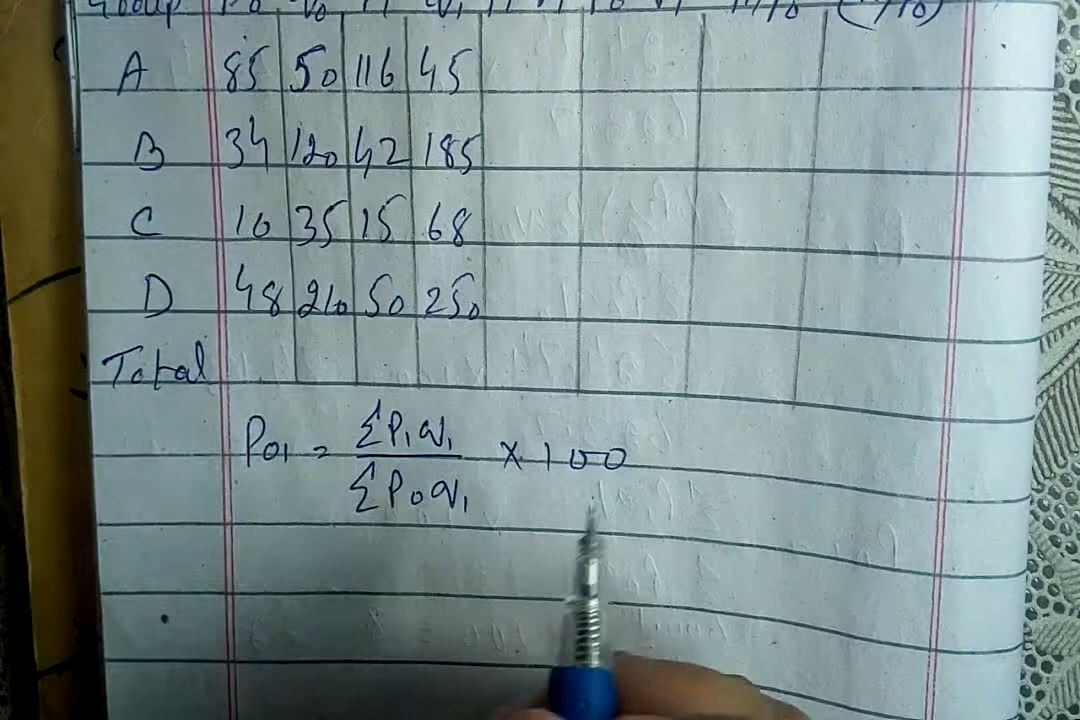 A 85 50 116 45
B 34 120 42 185
C 10 35 15 68
D 48 210 50 250
Total
P01 = ΣP1q1 / ΣP0q1 × 100